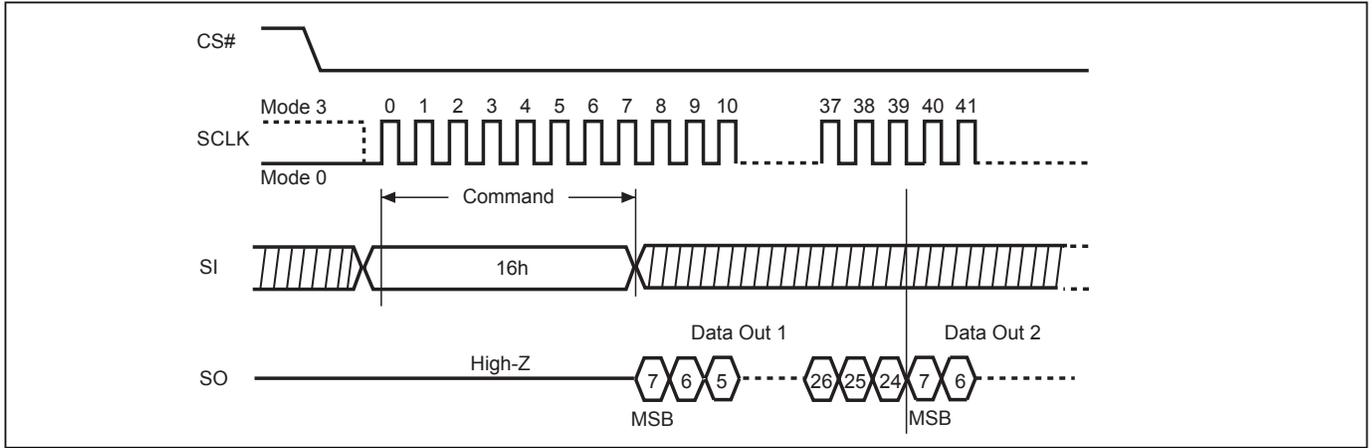 CS#
Mode 3 0 1 2 3 4 5 6 7 8 9 10 37 38 39 40 41
SCLK
Mode 0
Command
SI 16h
Data Out 1 Data Out 2
High-Z
SO 7 6 5 26 25 24 7 6
MSB MSB